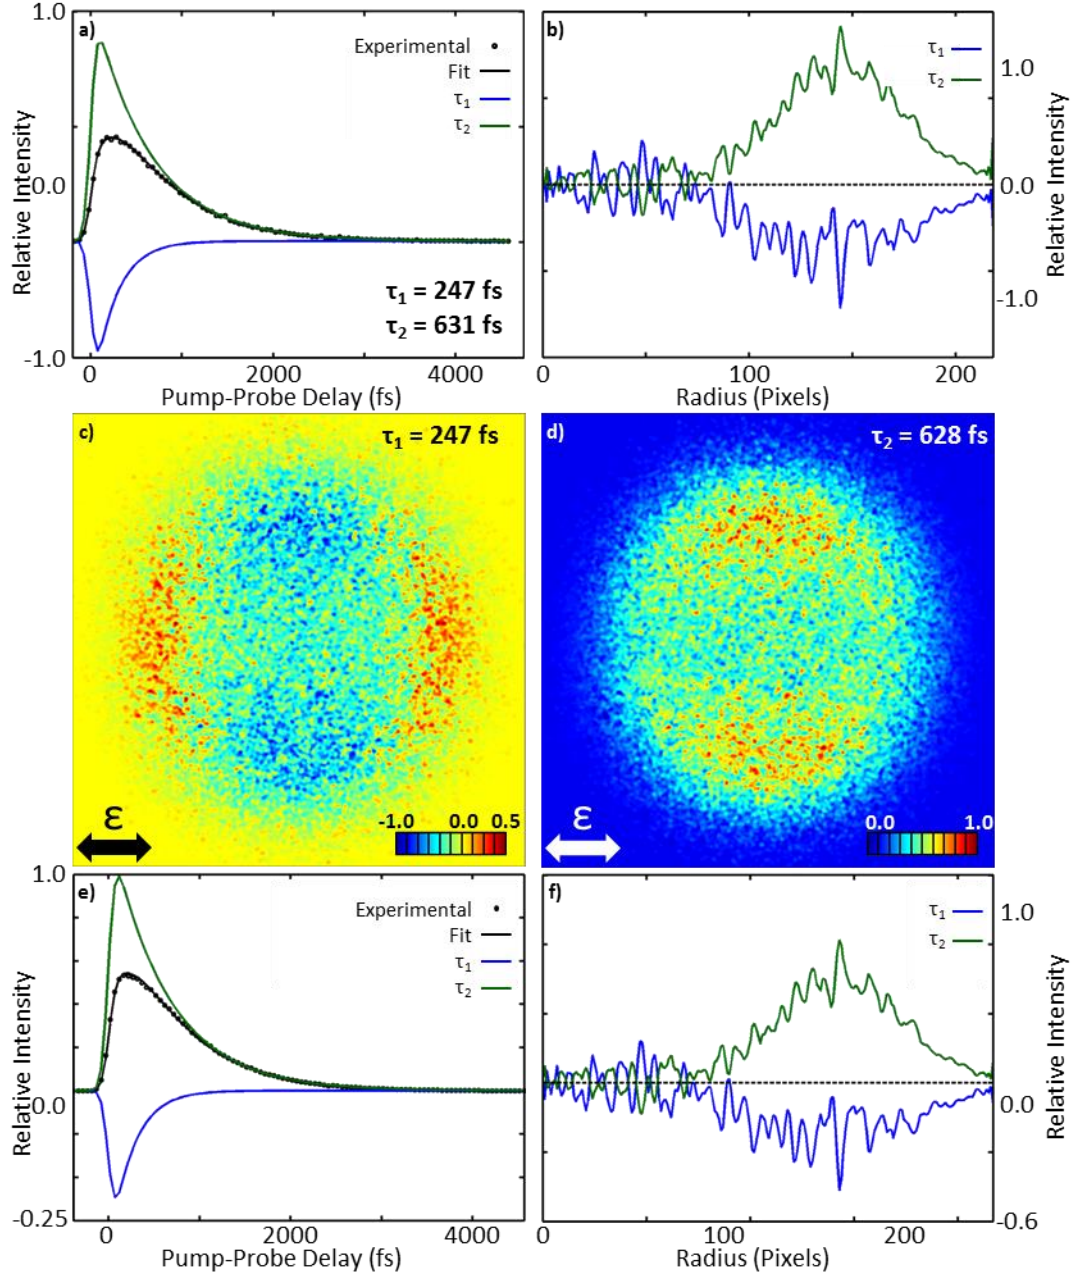 a)
1.0
0.0
-1.0
Relative Intensity
Experimental
Fit
τ1
τ2
τ1 = 247 fs
τ2 = 631 fs
0 2000 4000
Pump-Probe Delay (fs)
b)
τ1
τ2
1.0
0.0
-1.0
Relative Intensity
0 100 200
Radius (Pixels)
c)
τ1 = 247 fs
ε
-1.0 0.0 0.5
d)
τ2 = 628 fs
ε
0.0 1.0
e)
1.0
0.0
-0.25
Relative Intensity
Experimental
Fit
τ1
τ2
0 2000 4000
Pump-Probe Delay (fs)
f)
τ1
τ2
1.0
0.0
-0.6
Relative Intensity
0 100 200
Radius (Pixels)